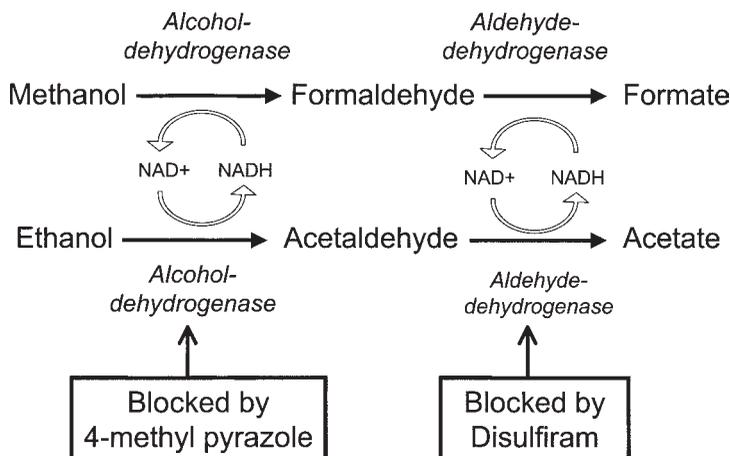 Alcohol-
dehydrogenase
Aldehyde-
dehydrogenase
Methanol
Formaldehyde
Formate
NAD+
NADH
NAD+
NADH
Ethanol
Acetaldehyde
Acetate
Alcohol-
dehydrogenase
Aldehyde-
dehydrogenase
Blocked by
4-methyl pyrazole
Blocked by
Disulfiram